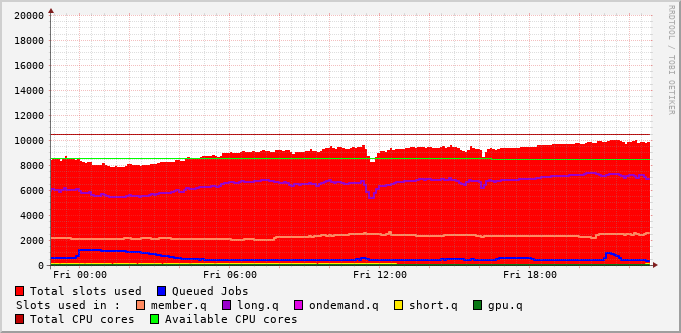 20000
18000
16000
14000
12000
10000
8000
6000
4000
2000
0
Fri 00:00 Fri 06:00 Fri 12:00 Fri 18:00
RRDTOOL / TOBI OETIKER
Total slots used Queued Jobs
Slots used in : member.q long.q ondemand.q short.q gpu.q
Total CPU cores Available CPU cores